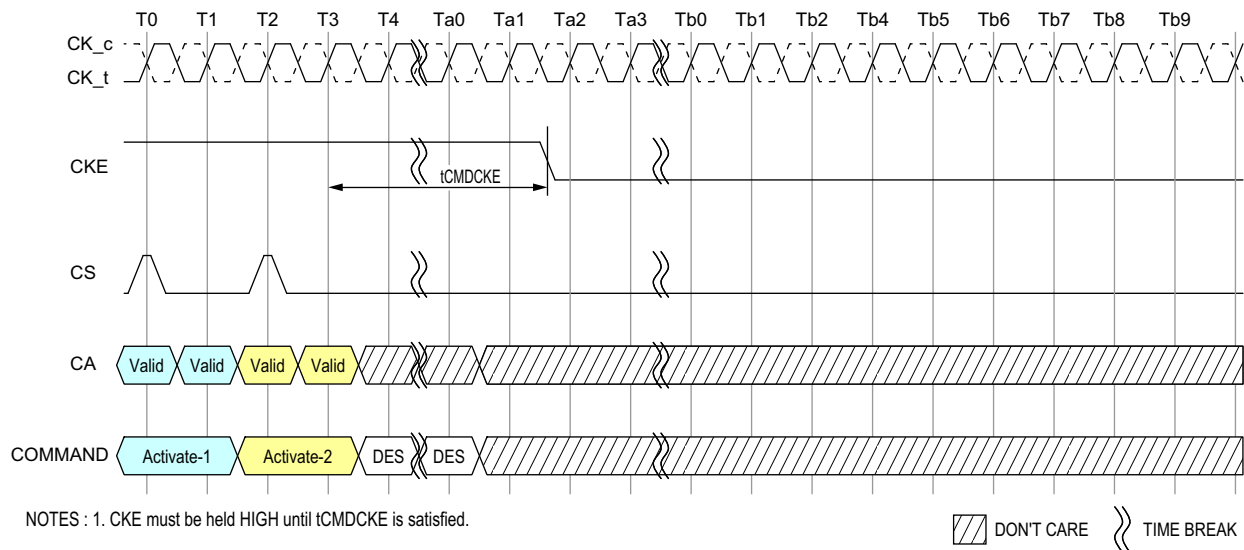 T0 T1 T2 T3 T4 Ta0 Ta1 Ta2 Ta3 Tb0 Tb1 Tb2 Tb4 Tb5 Tb6 Tb7 Tb8 Tb9
CK_c
CK_t
CKE
tCMDCKE
CS
CA Valid Valid Valid Valid
COMMAND Activate-1 Activate-2 DES DES
NOTES : 1. CKE must be held HIGH until tCMDCKE is satisfied.
DON'T CARE TIME BREAK